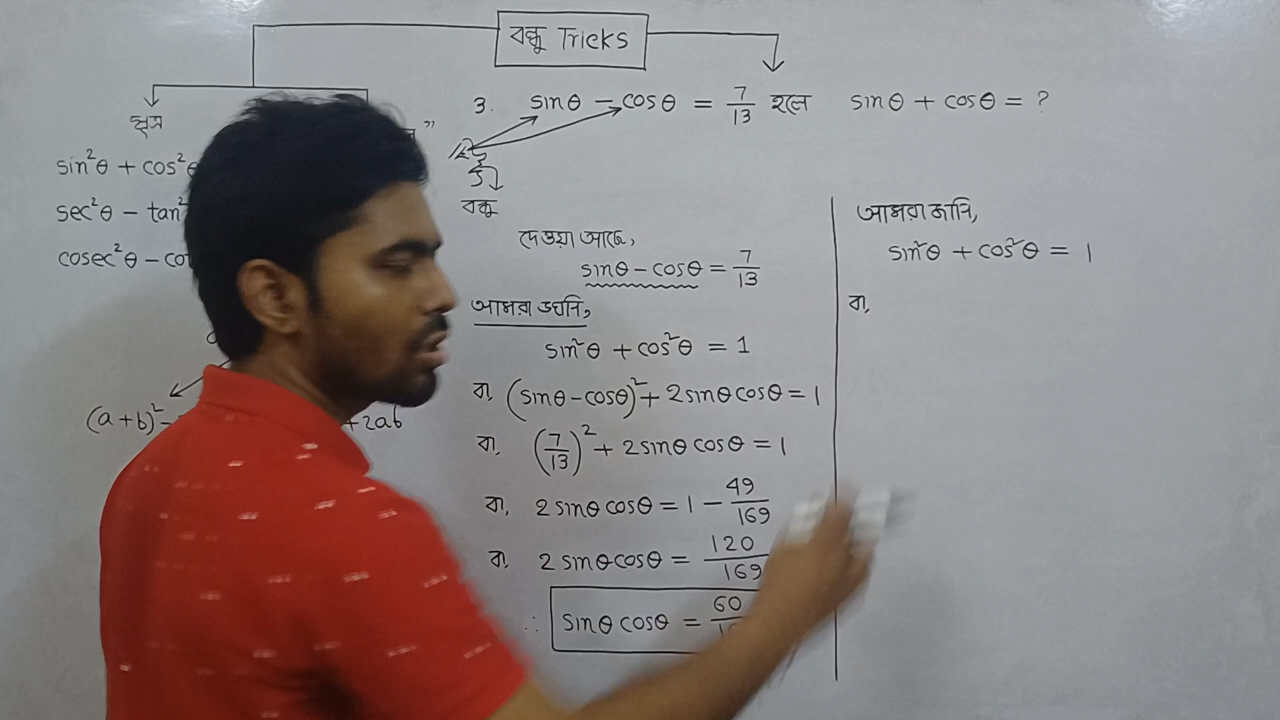 বন্ধু Tricks
সূত্র
”
sin²θ + cos²θ
sec²θ − tan²
cosec²θ − cot
(a+b)²
+2ab
3. sinθ − cosθ = 7/13 হলে sinθ + cosθ = ?
বন্ধু
দেওয়া আছে,
sinθ − cosθ = 7/13
আমরা জানি,
sin²θ + cos²θ = 1
বা, (sinθ − cosθ)² + 2sinθcosθ = 1
বা, (7/13)² + 2sinθcosθ = 1
বা, 2sinθcosθ = 1 − 49/169
বা, 2sinθcosθ = 120/169
∴ sinθcosθ = 60/
আমরা জানি,
sin²θ + cos²θ = 1
বা,